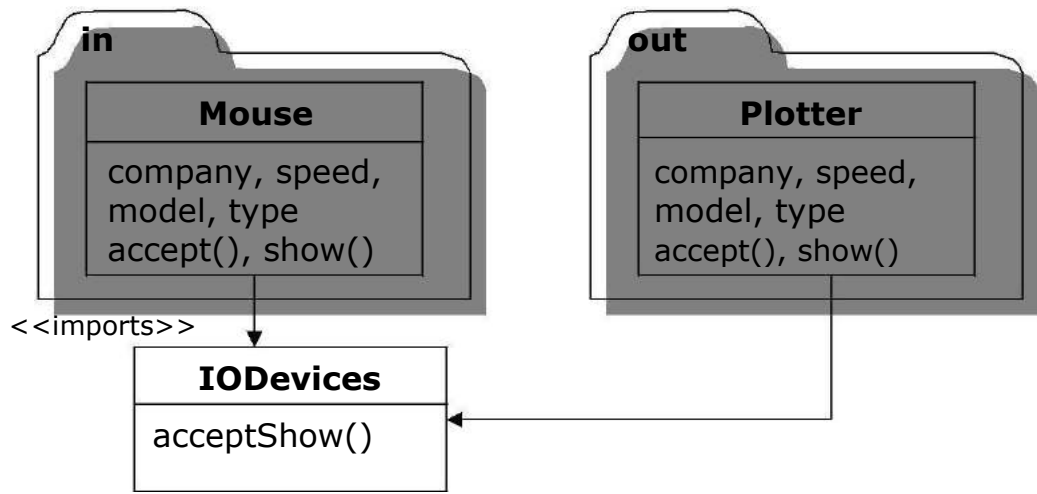 in
Mouse
company, speed,
model, type
accept(), show()
out
Plotter
company, speed,
model, type
accept(), show()
<<imports>>
IODevices
acceptShow()